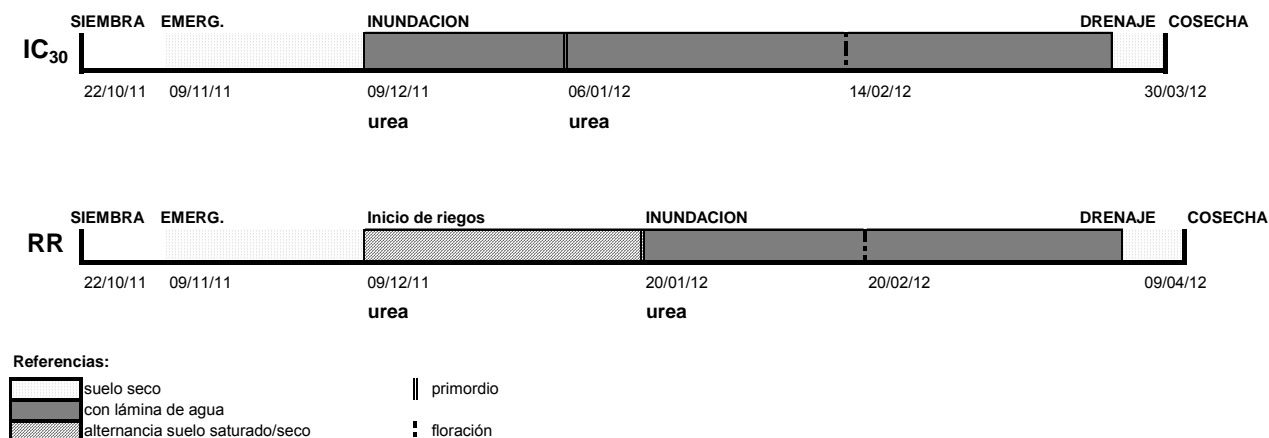 SIEMBRA EMERG. INUNDACION DRENAJE COSECHA
IC30
22/10/11 09/11/11 09/12/11 06/01/12 14/02/12 30/03/12
urea urea
SIEMBRA EMERG. Inicio de riegos INUNDACION DRENAJE COSECHA
RR
22/10/11 09/11/11 09/12/11 20/01/12 20/02/12 09/04/12
urea urea
Referencias:
suelo seco primordio
con lámina de agua
alternancia suelo saturado/seco floración